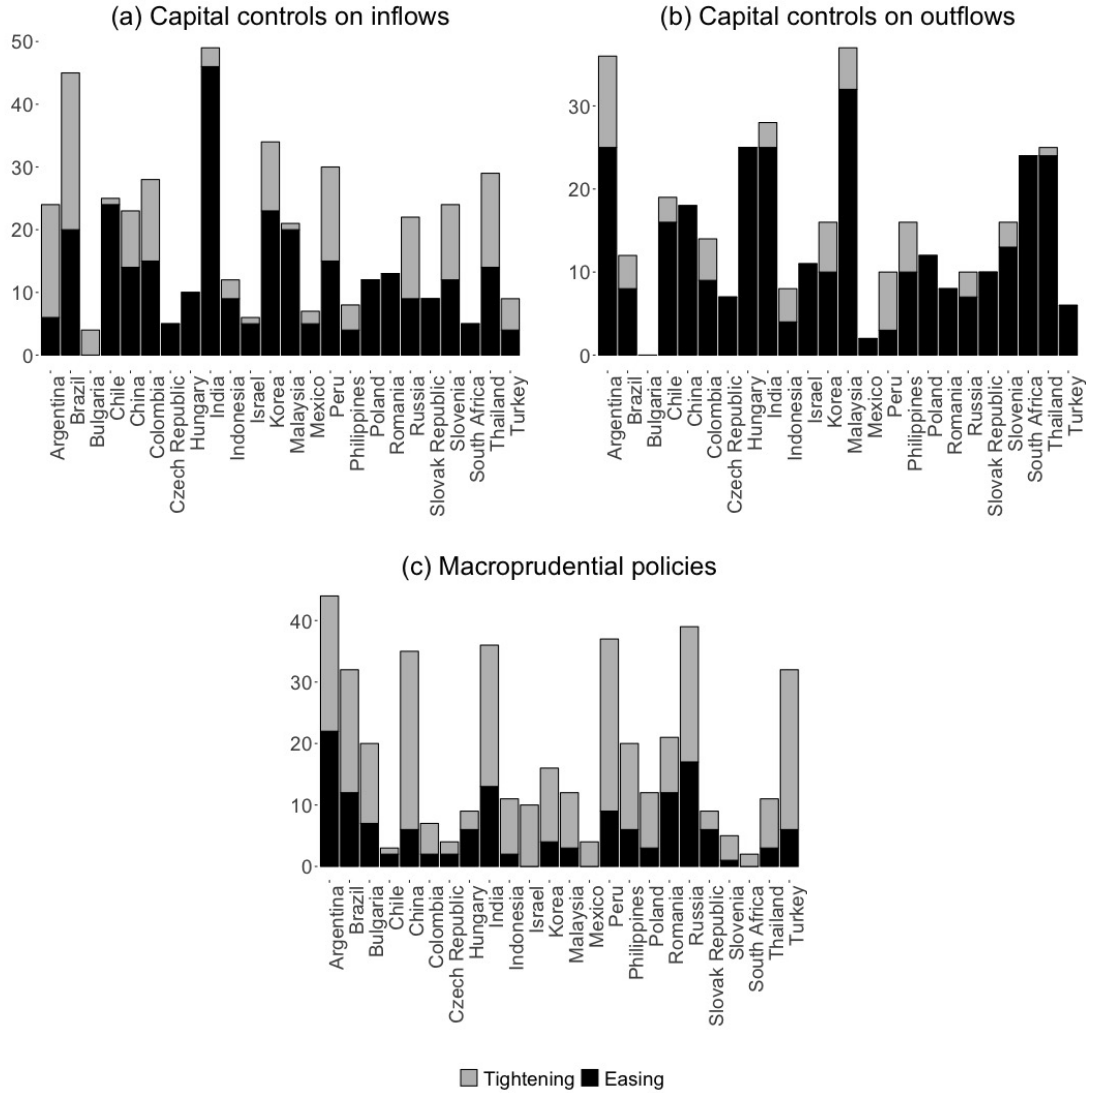 (a) Capital controls on inflows
50
40
30
20
10
0
Argentina
Brazil
Bulgaria
Chile
China
Colombia
Czech Republic
Hungary
India
Indonesia
Israel
Korea
Malaysia
Mexico
Peru
Philippines
Poland
Romania
Russia
Slovak Republic
Slovenia
South Africa
Thailand
Turkey
(b) Capital controls on outflows
30
20
10
0
Argentina
Brazil
Bulgaria
Chile
China
Colombia
Czech Republic
Hungary
India
Indonesia
Israel
Korea
Malaysia
Mexico
Peru
Philippines
Poland
Romania
Russia
Slovak Republic
Slovenia
South Africa
Thailand
Turkey
(c) Macroprudential policies
40
30
20
10
0
Argentina
Brazil
Bulgaria
Chile
China
Colombia
Czech Republic
Hungary
India
Indonesia
Israel
Korea
Malaysia
Mexico
Peru
Philippines
Poland
Romania
Russia
Slovak Republic
Slovenia
South Africa
Thailand
Turkey
Tightening Easing